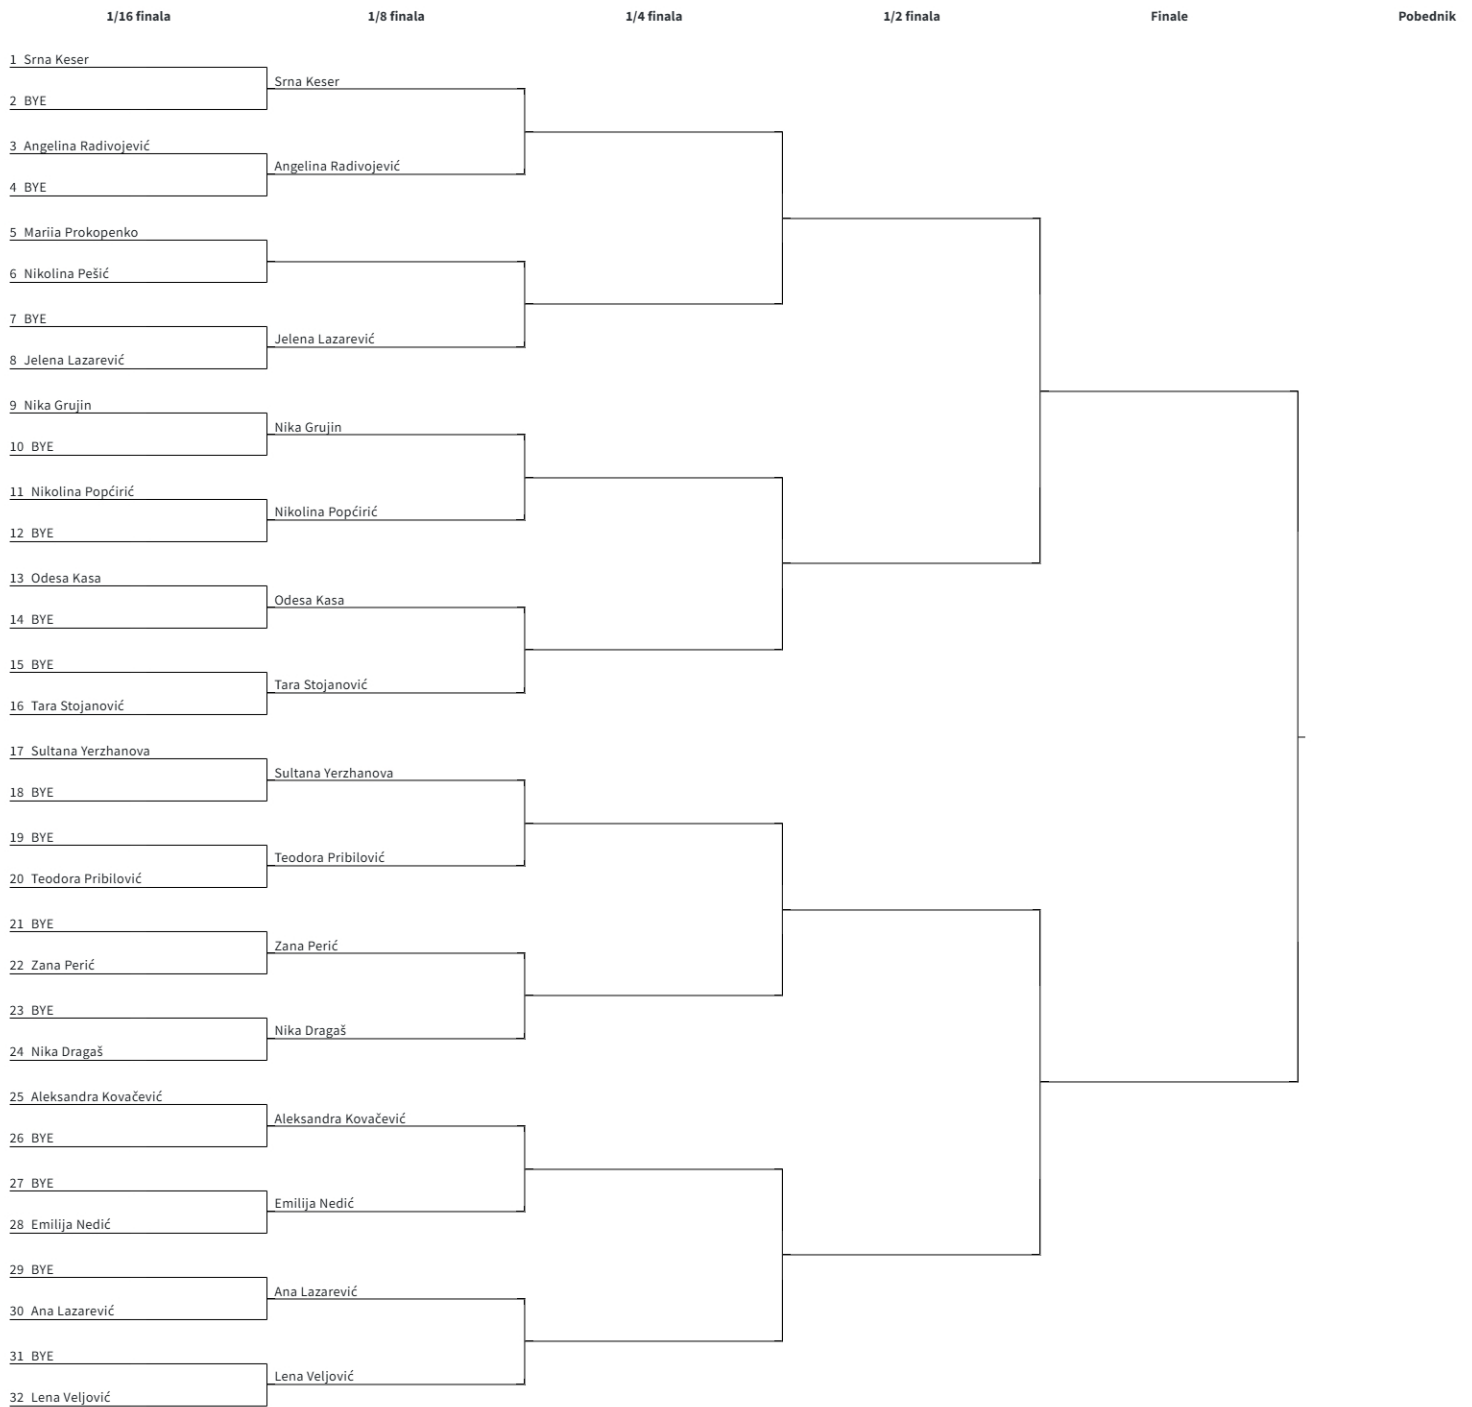 1/16 finala 1/8 finala 1/4 finala 1/2 finala Finale Pobednik
1 Srna Keser
Srna Keser
2 BYE
3 Angelina Radivojević
Angelina Radivojević
4 BYE
5 Mariia Prokopenko
6 Nikolina Pešić
7 BYE
Jelena Lazarević
8 Jelena Lazarević
9 Nika Grujin
Nika Grujin
10 BYE
11 Nikolina Popćirić
Nikolina Popćirić
12 BYE
13 Odesa Kasa
Odesa Kasa
14 BYE
15 BYE
Tara Stojanović
16 Tara Stojanović
17 Sultana Yerzhanova
Sultana Yerzhanova
18 BYE
19 BYE
Teodora Pribilović
20 Teodora Pribilović
21 BYE
Zana Perić
22 Zana Perić
23 BYE
Nika Dragaš
24 Nika Dragaš
25 Aleksandra Kovačević
Aleksandra Kovačević
26 BYE
27 BYE
Emilija Nedić
28 Emilija Nedić
29 BYE
Ana Lazarević
30 Ana Lazarević
31 BYE
Lena Veljović
32 Lena Veljović